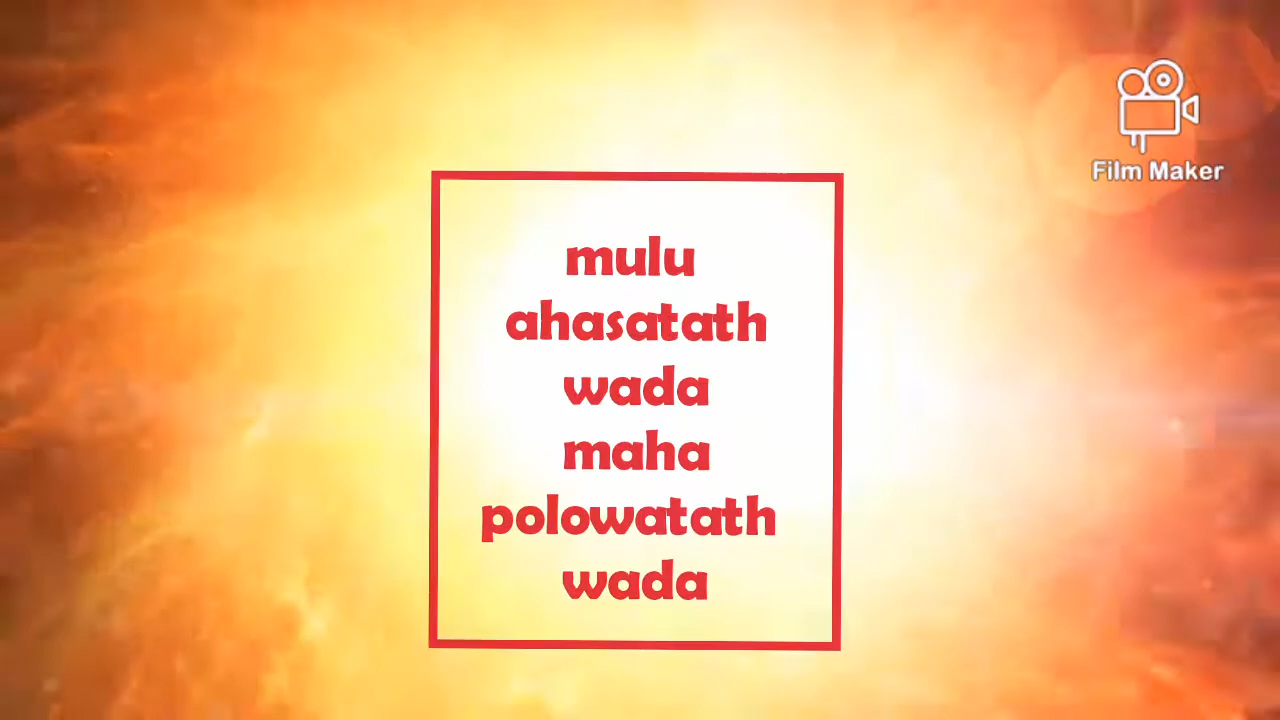 Film Maker
mulu
ahasatath
wada
maha
polowatath
wada